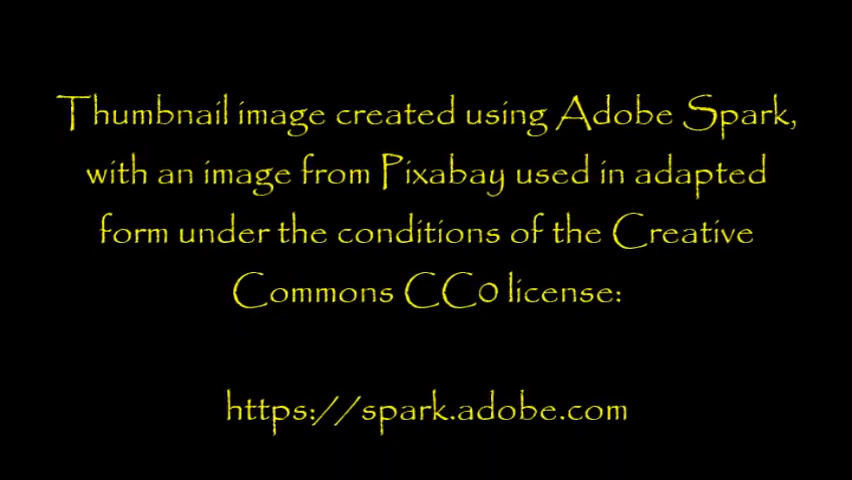 Thumbnail image created using Adobe Spark,
with an image from Pixabay used in adapted
form under the conditions of the Creative
Commons CC0 license:
https://spark.adobe.com